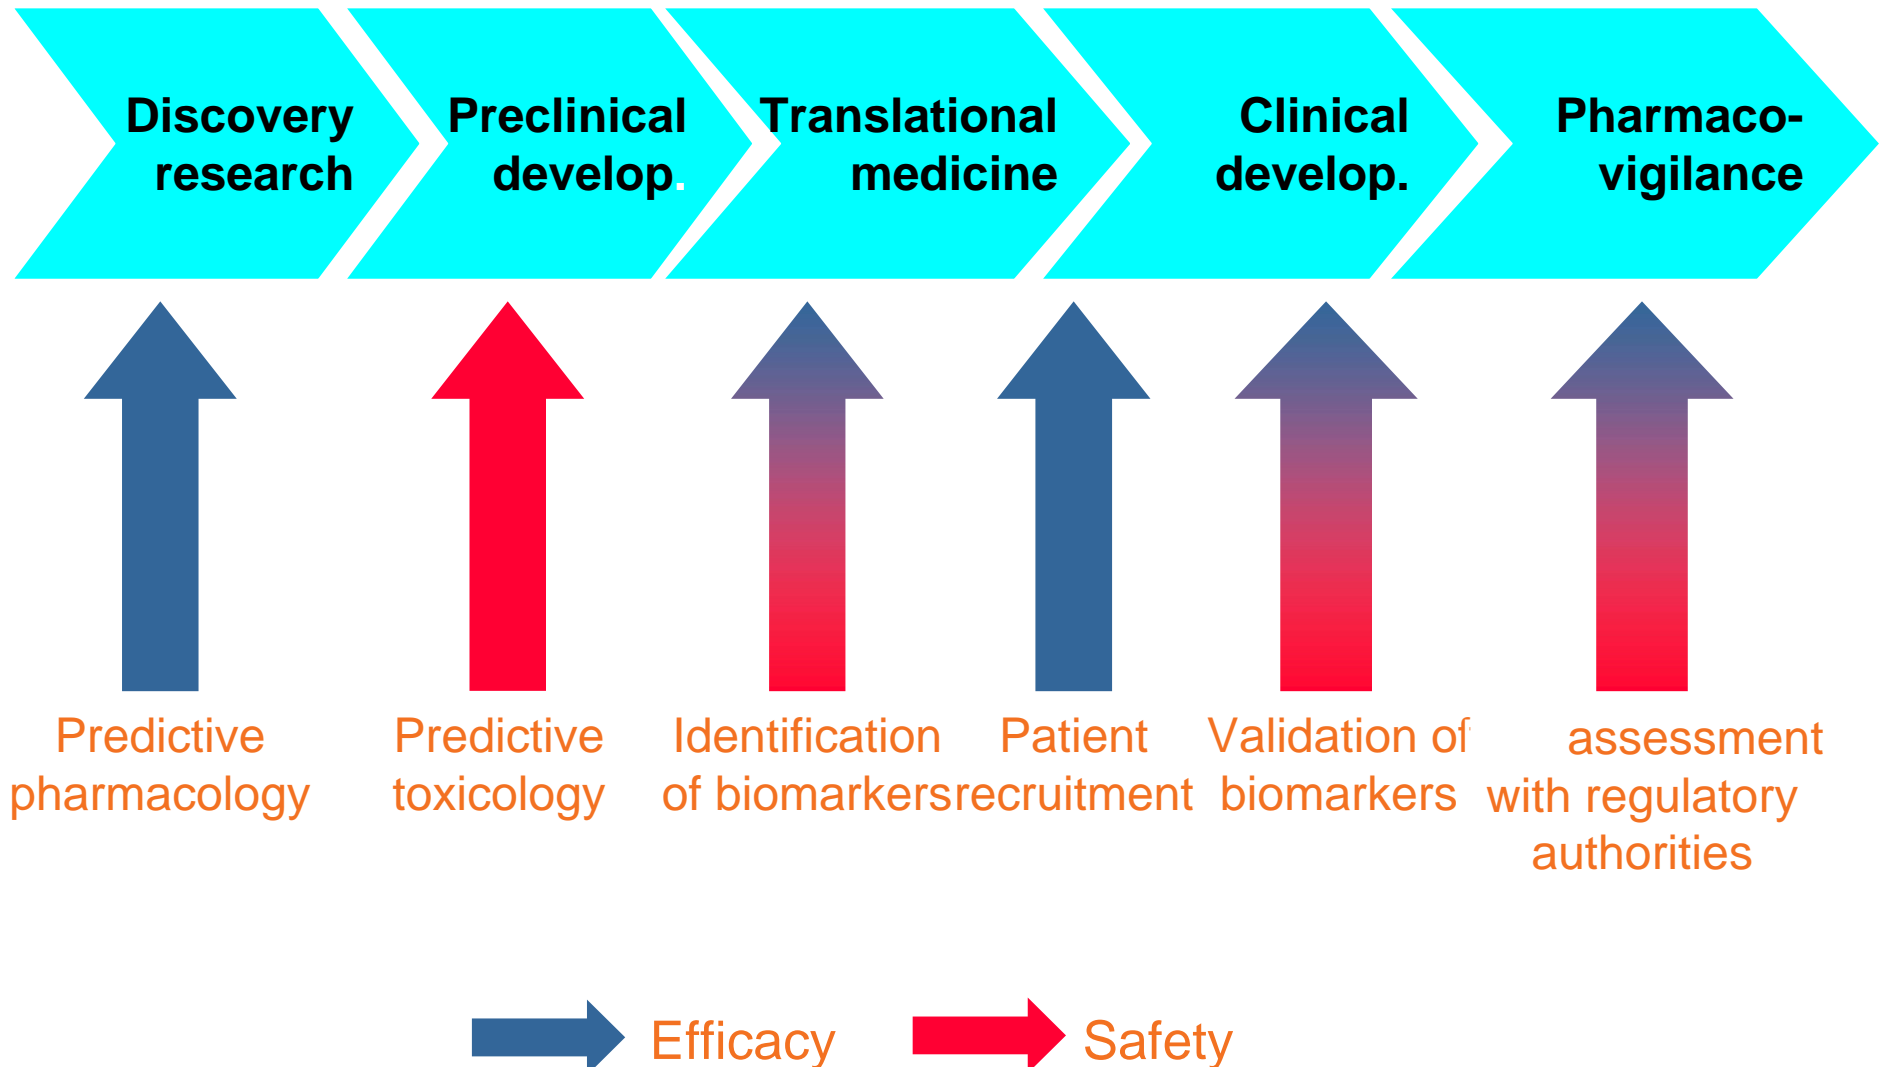 Discovery
research
Preclinical
develop.
Translational
medicine
Clinical
develop.
Pharmaco-
vigilance
Predictive
pharmacology
Predictive
toxicology
Identification
of biomarkers
Patient
recruitment
Validation of
biomarkers
assessment
with regulatory
authorities
Efficacy
Safety